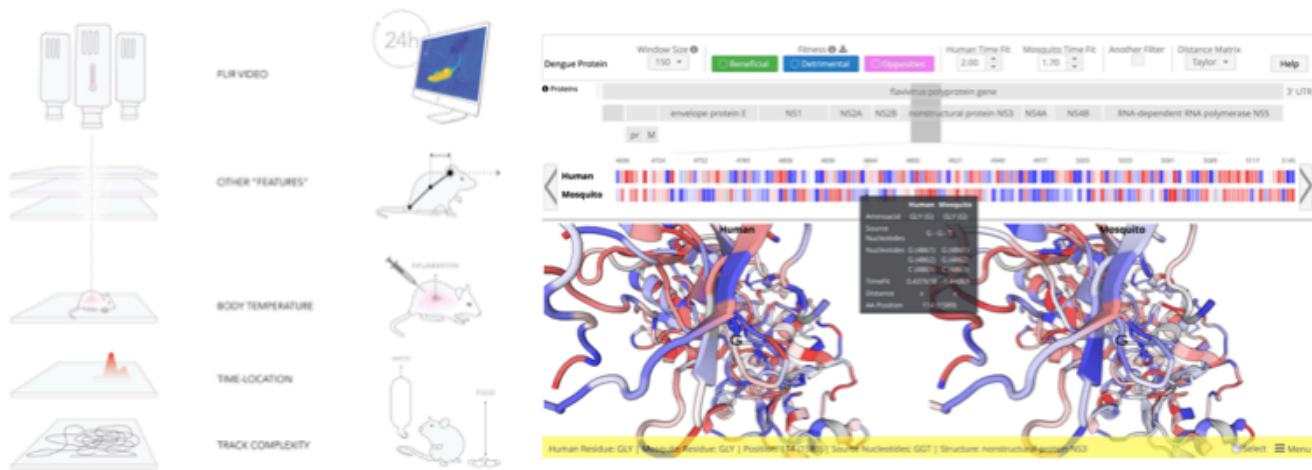 24h
FLIR VIDEO
OTHER "FEATURES"
INFLAMMATION
BODY TEMPERATURE
WATER
FOOD
TIME-LOCATION
TRACK COMPLEXITY
Window Size
Fitness
Human Time Fit
Mosquito Time Fit
Another Filter
Distance Matrix
Dengue Protein
150
Beneficial
Detrimental
Opposites
2.00
1.70
Taylor
Help
Proteins
flavivirus polyprotein gene
3' UTR
envelope protein E
NS1
NS2A
NS2B
nonstructural protein NS3
NS4A
NS4B
RNA-dependent RNA polymerase NS5
pr
M
Human
Mosquito
Human Mosquito
Aminoacid GLY (G) GLY (G)
Source Nucleotides G - G - T
Nucleotides
TimeFit
Distance
AA Position
Human
Mosquito
G
G
Human Residue: GLY | Mosquito Residue: GLY | Position: | Source Nucleotides: GGT | Structure: nonstructural protein NS3
Select
Menu